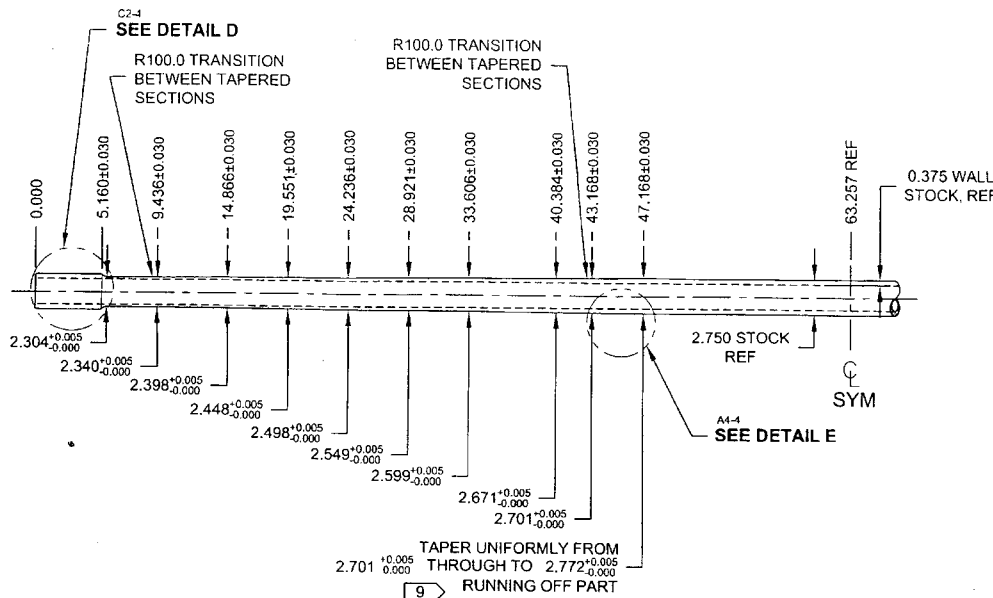 C2-4
SEE DETAIL D
R100.0 TRANSITION
BETWEEN TAPERED
SECTIONS
R100.0 TRANSITION
BETWEEN TAPERED
SECTIONS
0.000
5.160±0.030
9.436±0.030
14.866±0.030
19.551±0.030
24.236±0.030
28.921±0.030
33.606±0.030
40.384±0.030
43.168±0.030
47.168±0.030
63.257 REF
0.375 WALL
STOCK, REF
2.304 +0.005 -0.000
2.340 +0.005 -0.000
2.398 +0.005 -0.000
2.448 +0.005 -0.000
2.498 +0.005 -0.000
2.549 +0.005 -0.000
2.599 +0.005 -0.000
2.671 +0.005 -0.000
2.701 +0.005 -0.000
2.750 STOCK
REF
CL
SYM
A4-4
SEE DETAIL E
TAPER UNIFORMLY FROM
2.701 +0.005 0.000 THROUGH TO 2.772 +0.005 -0.000
9 RUNNING OFF PART